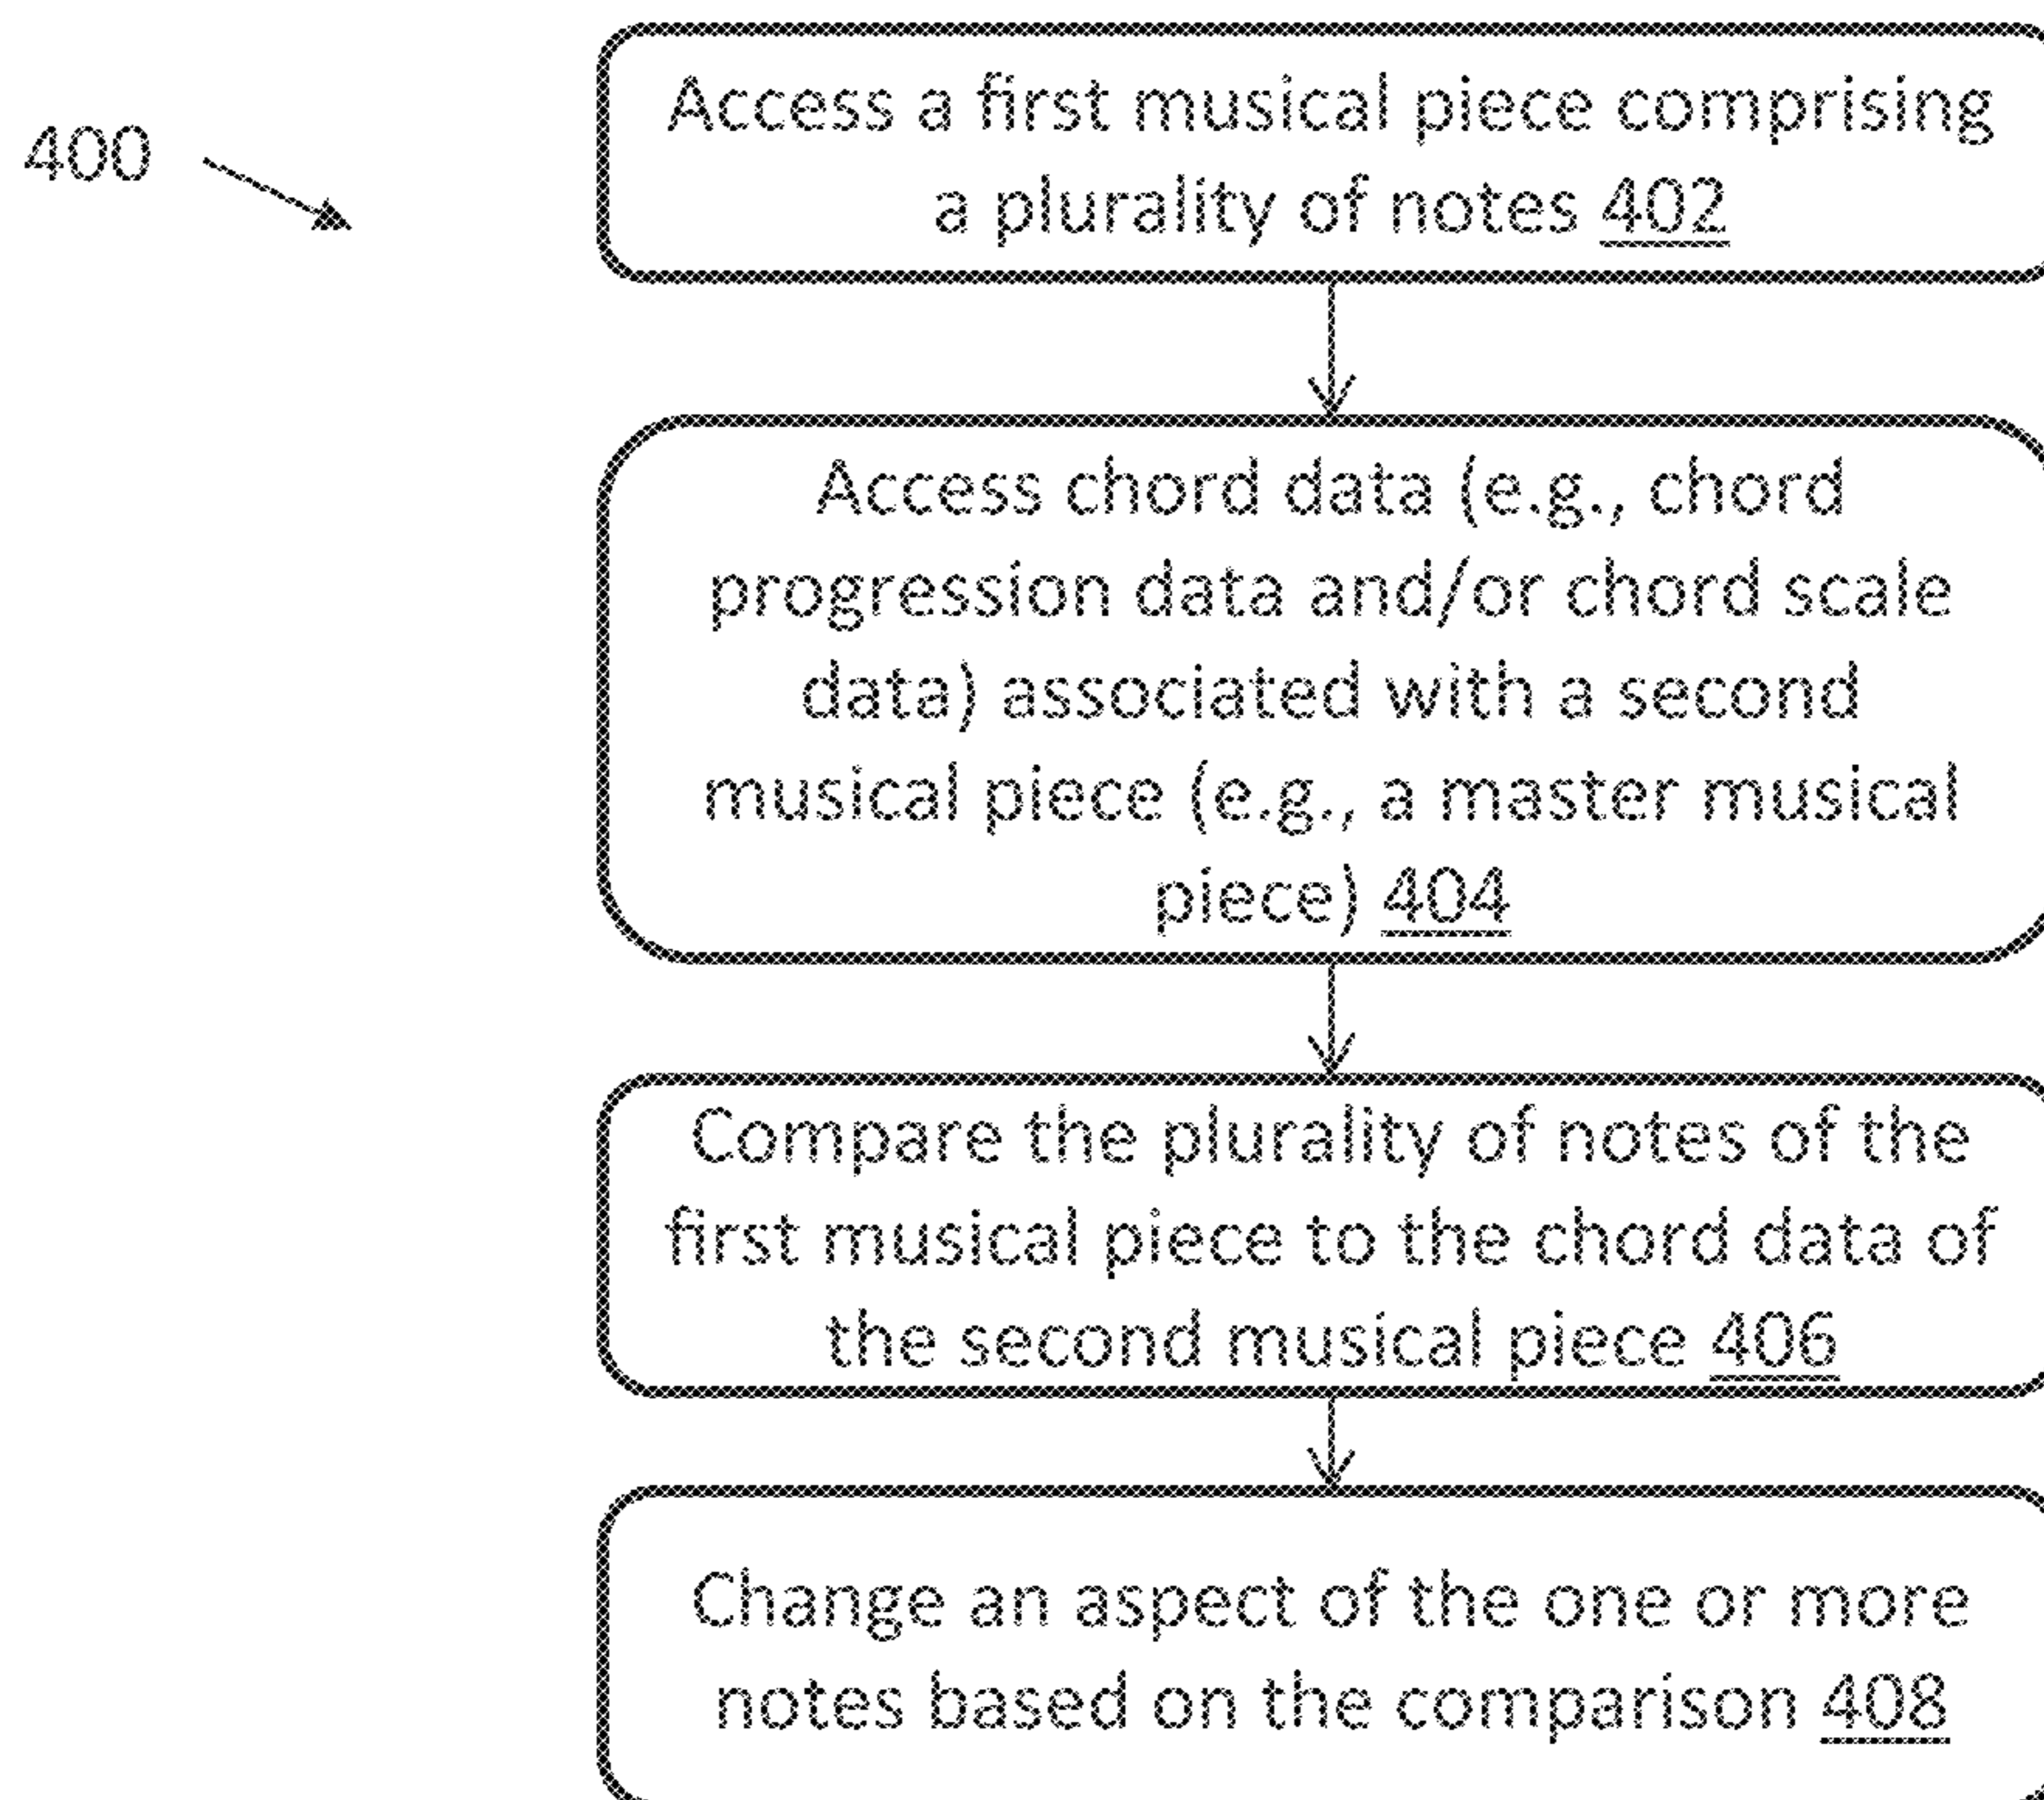 400
Access a first musical piece comprising
a plurality of notes 402
Access chord data (e.g., chord
progression data and/or chord scale
data) associated with a second
musical piece (e.g., a master musical
piece) 404
Compare the plurality of notes of the
first musical piece to the chord data of
the second musical piece 406
Change an aspect of the one or more
notes based on the comparison 408